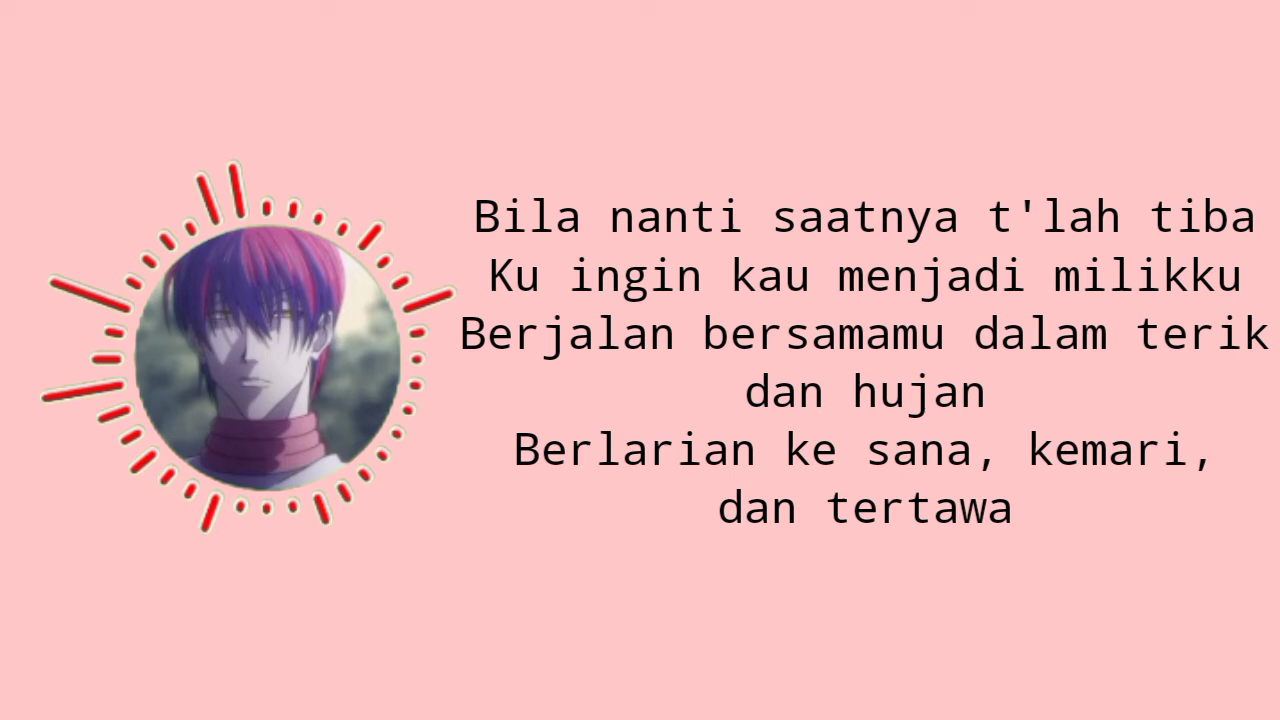 Bila nanti saatnya t'lah tiba
Ku ingin kau menjadi milikku
Berjalan bersamamu dalam terik
dan hujan
Berlarian ke sana, kemari,
dan tertawa